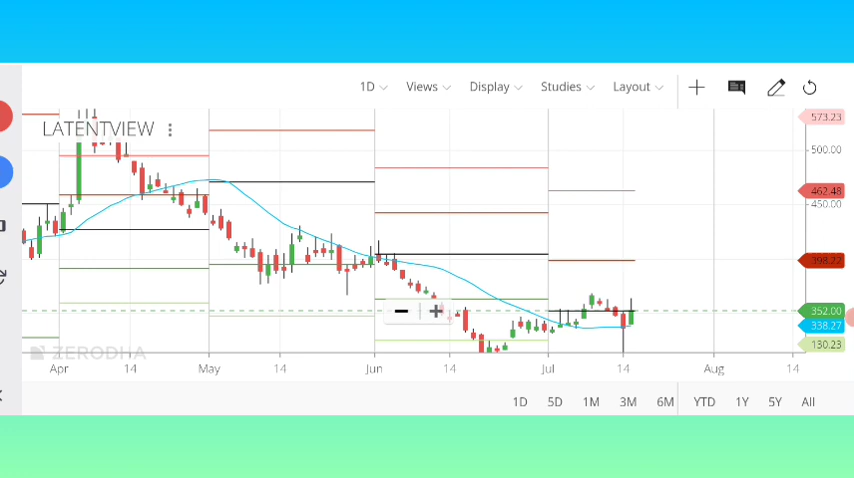 1D Views Display Studies Layout
LATENTVIEW
573.23
500.00
462.48
450.00
398.22
352.00
338.27
130.23
ZERODHA
Apr 14 May 14 Jun 14 Jul 14 Aug 14
1D 5D 1M 3M 6M YTD 1Y 5Y All